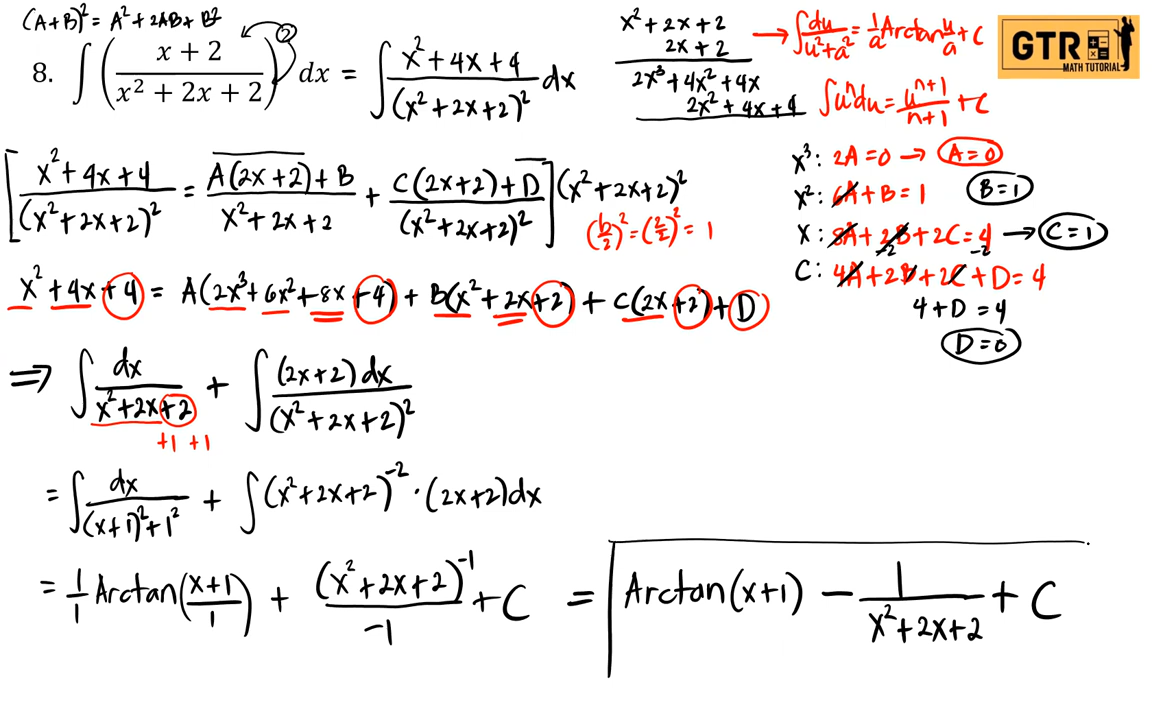 (A+B)² = A² + 2AB + B²
8. ∫ ( (x + 2) / (x² + 2x + 2) )² dx = ∫ (x² + 4x + 4) / (x² + 2x + 2)² dx
x² + 2x + 2
2x + 2
2x³ + 4x² + 4x
2x² + 4x + 4
→ ∫ du / (u² + a²) = 1/a Arctan u/a + C
∫ uⁿdu = uⁿ⁺¹ / (n+1) + C
GTR
MATH TUTORIAL
[ (x² + 4x + 4) / (x² + 2x + 2)² = (A(2x+2) + B) / (x² + 2x + 2) + (C(2x+2) + D) / (x² + 2x + 2)² ] (x² + 2x + 2)²
(b/2)² = (2/2)² = 1
x² + 4x + 4 = A(2x³ + 6x² + 8x + 4) + B(x² + 2x + 2) + C(2x + 2) + D
x³: 2A = 0 → A = 0
x²: 6A + B = 1 B = 1
x: 8A + 2B + 2C = 4 → C = 1
-2 -2
C: 4A + 2B + 2C + D = 4
4 + D = 4
D = 0
⇒ ∫ dx / (x² + 2x + 2) + ∫ (2x + 2) dx / (x² + 2x + 2)²
+1 +1
= ∫ dx / ((x+1)² + 1²) + ∫ (x² + 2x + 2)⁻² · (2x+2)dx
= 1/1 Arctan( (x+1)/1 ) + (x² + 2x + 2)⁻¹ / -1 + C = Arctan(x+1) − 1 / (x² + 2x + 2) + C